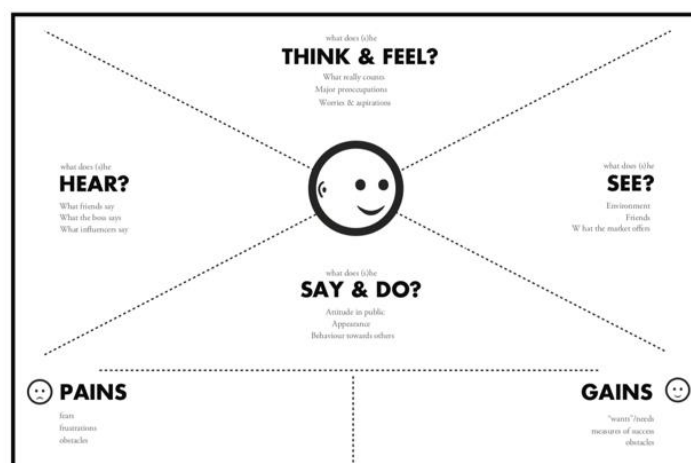 what does (s)he
THINK & FEEL?
What really counts
Major preoccupations
Worries & aspirations
what does (s)he
HEAR?
What friends say
What the boss says
What influencers say
what does (s)he
SEE?
Environment
Friends
W hat the market offers
what does (s)he
SAY & DO?
Attitude in public
Appearance
Behaviour towards others
PAINS
fears
frustrations
obstacles
GAINS
"wants"/needs
measures of success
obstacles